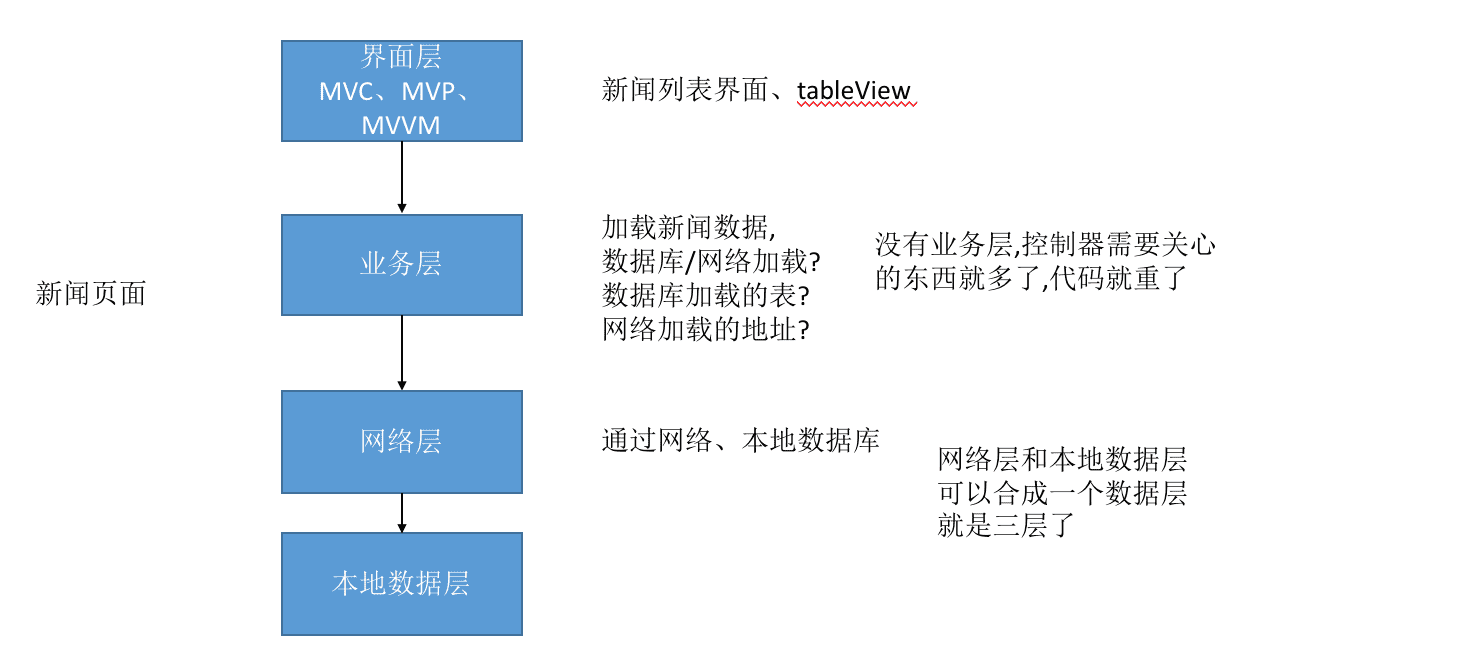 界面层
MVC、MVP、
MVVM
新闻列表界面、tableView
业务层
加载新闻数据,
数据库/网络加载?
数据库加载的表?
网络加载的地址?
没有业务层,控制器需要关心
的东西就多了,代码就重了
新闻页面
网络层
通过网络、本地数据库
网络层和本地数据层
可以合成一个数据层
就是三层了
本地数据层